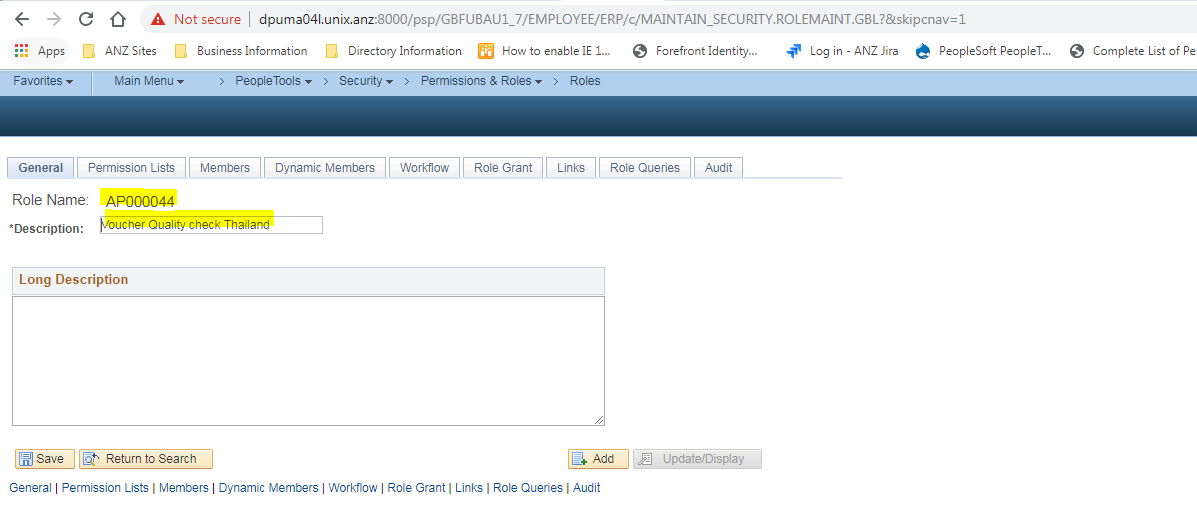 Not secure | dpuma04l.unix.anz:8000/psp/GBFUBAU1_7/EMPLOYEE/ERP/c/MAINTAIN_SECURITY.ROLEMAINT.GBL?&skipcnav=1
Apps ANZ Sites Business Information Directory Information How to enable IE 1... Forefront Identity... Log in - ANZ Jira PeopleSoft PeopleT... Complete List of Pe
Favorites Main Menu > PeopleTools > Security > Permissions & Roles > Roles
General Permission Lists Members Dynamic Members Workflow Role Grant Links Role Queries Audit
Role Name: AP000044
*Description: Voucher Quality check Thailand
Long Description
Save Return to Search Add Update/Display
General | Permission Lists | Members | Dynamic Members | Workflow | Role Grant | Links | Role Queries | Audit